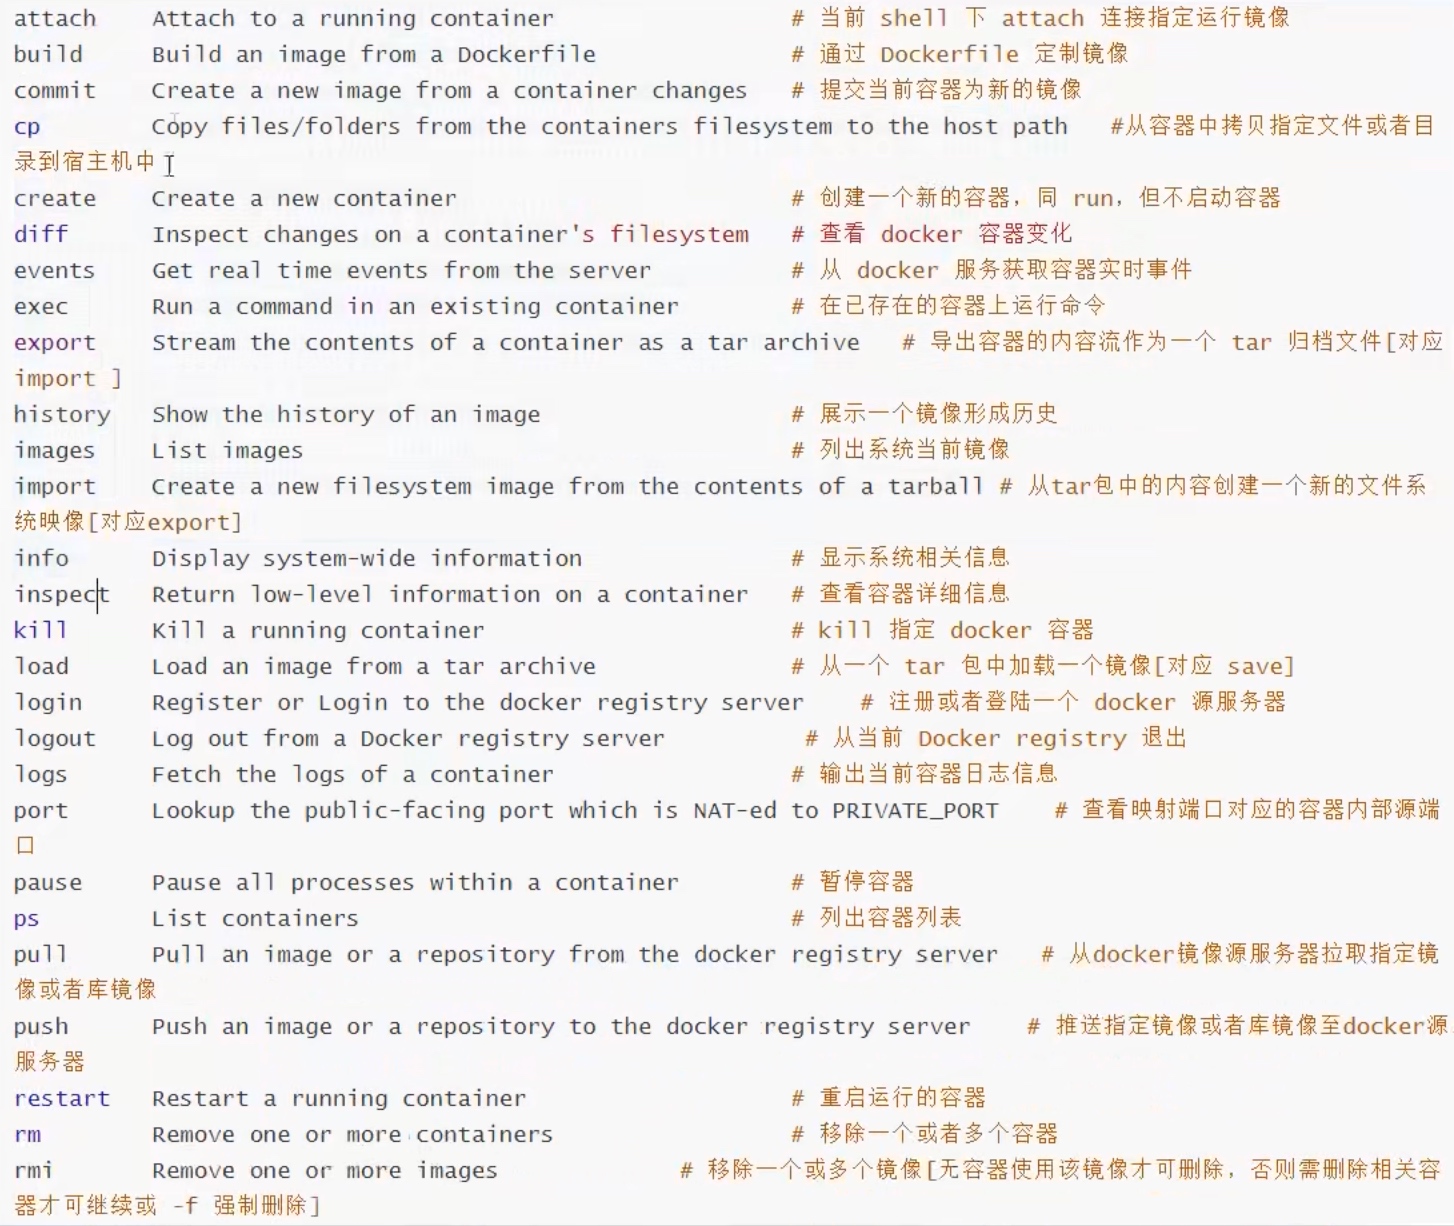 attach    Attach to a running container    # 当前 shell 下 attach 连接指定运行镜像
build    Build an image from a Dockerfile    # 通过 Dockerfile 定制镜像
commit    Create a new image from a container changes    # 提交当前容器为新的镜像
cp    Copy files/folders from the containers filesystem to the host path    #从容器中拷贝指定文件或者目
录到宿主机中
create    Create a new container    # 创建一个新的容器，同 run，但不启动容器
diff    Inspect changes on a container's filesystem    # 查看 docker 容器变化
events    Get real time events from the server    # 从 docker 服务获取容器实时事件
exec    Run a command in an existing container    # 在已存在的容器上运行命令
export    Stream the contents of a container as a tar archive    # 导出容器的内容流作为一个 tar 归档文件[对应
import ]
history    Show the history of an image    # 展示一个镜像形成历史
images    List images    # 列出系统当前镜像
import    Create a new filesystem image from the contents of a tarball # 从tar包中的内容创建一个新的文件系
统映像[对应export]
info    Display system-wide information    # 显示系统相关信息
inspect    Return low-level information on a container    # 查看容器详细信息
kill    Kill a running container    # kill 指定 docker 容器
load    Load an image from a tar archive    # 从一个 tar 包中加载一个镜像[对应 save]
login    Register or Login to the docker registry server    # 注册或者登陆一个 docker 源服务器
logout    Log out from a Docker registry server    # 从当前 Docker registry 退出
logs    Fetch the logs of a container    # 输出当前容器日志信息
port    Lookup the public-facing port which is NAT-ed to PRIVATE_PORT    # 查看映射端口对应的容器内部源端
口
pause    Pause all processes within a container    # 暂停容器
ps    List containers    # 列出容器列表
pull    Pull an image or a repository from the docker registry server    # 从docker镜像源服务器拉取指定镜
像或者库镜像
push    Push an image or a repository to the docker registry server    # 推送指定镜像或者库镜像至docker源
服务器
restart    Restart a running container    # 重启运行的容器
rm    Remove one or more containers    # 移除一个或者多个容器
rmi    Remove one or more images    # 移除一个或多个镜像[无容器使用该镜像才可删除，否则需删除相关容
器才可继续或 -f 强制删除]